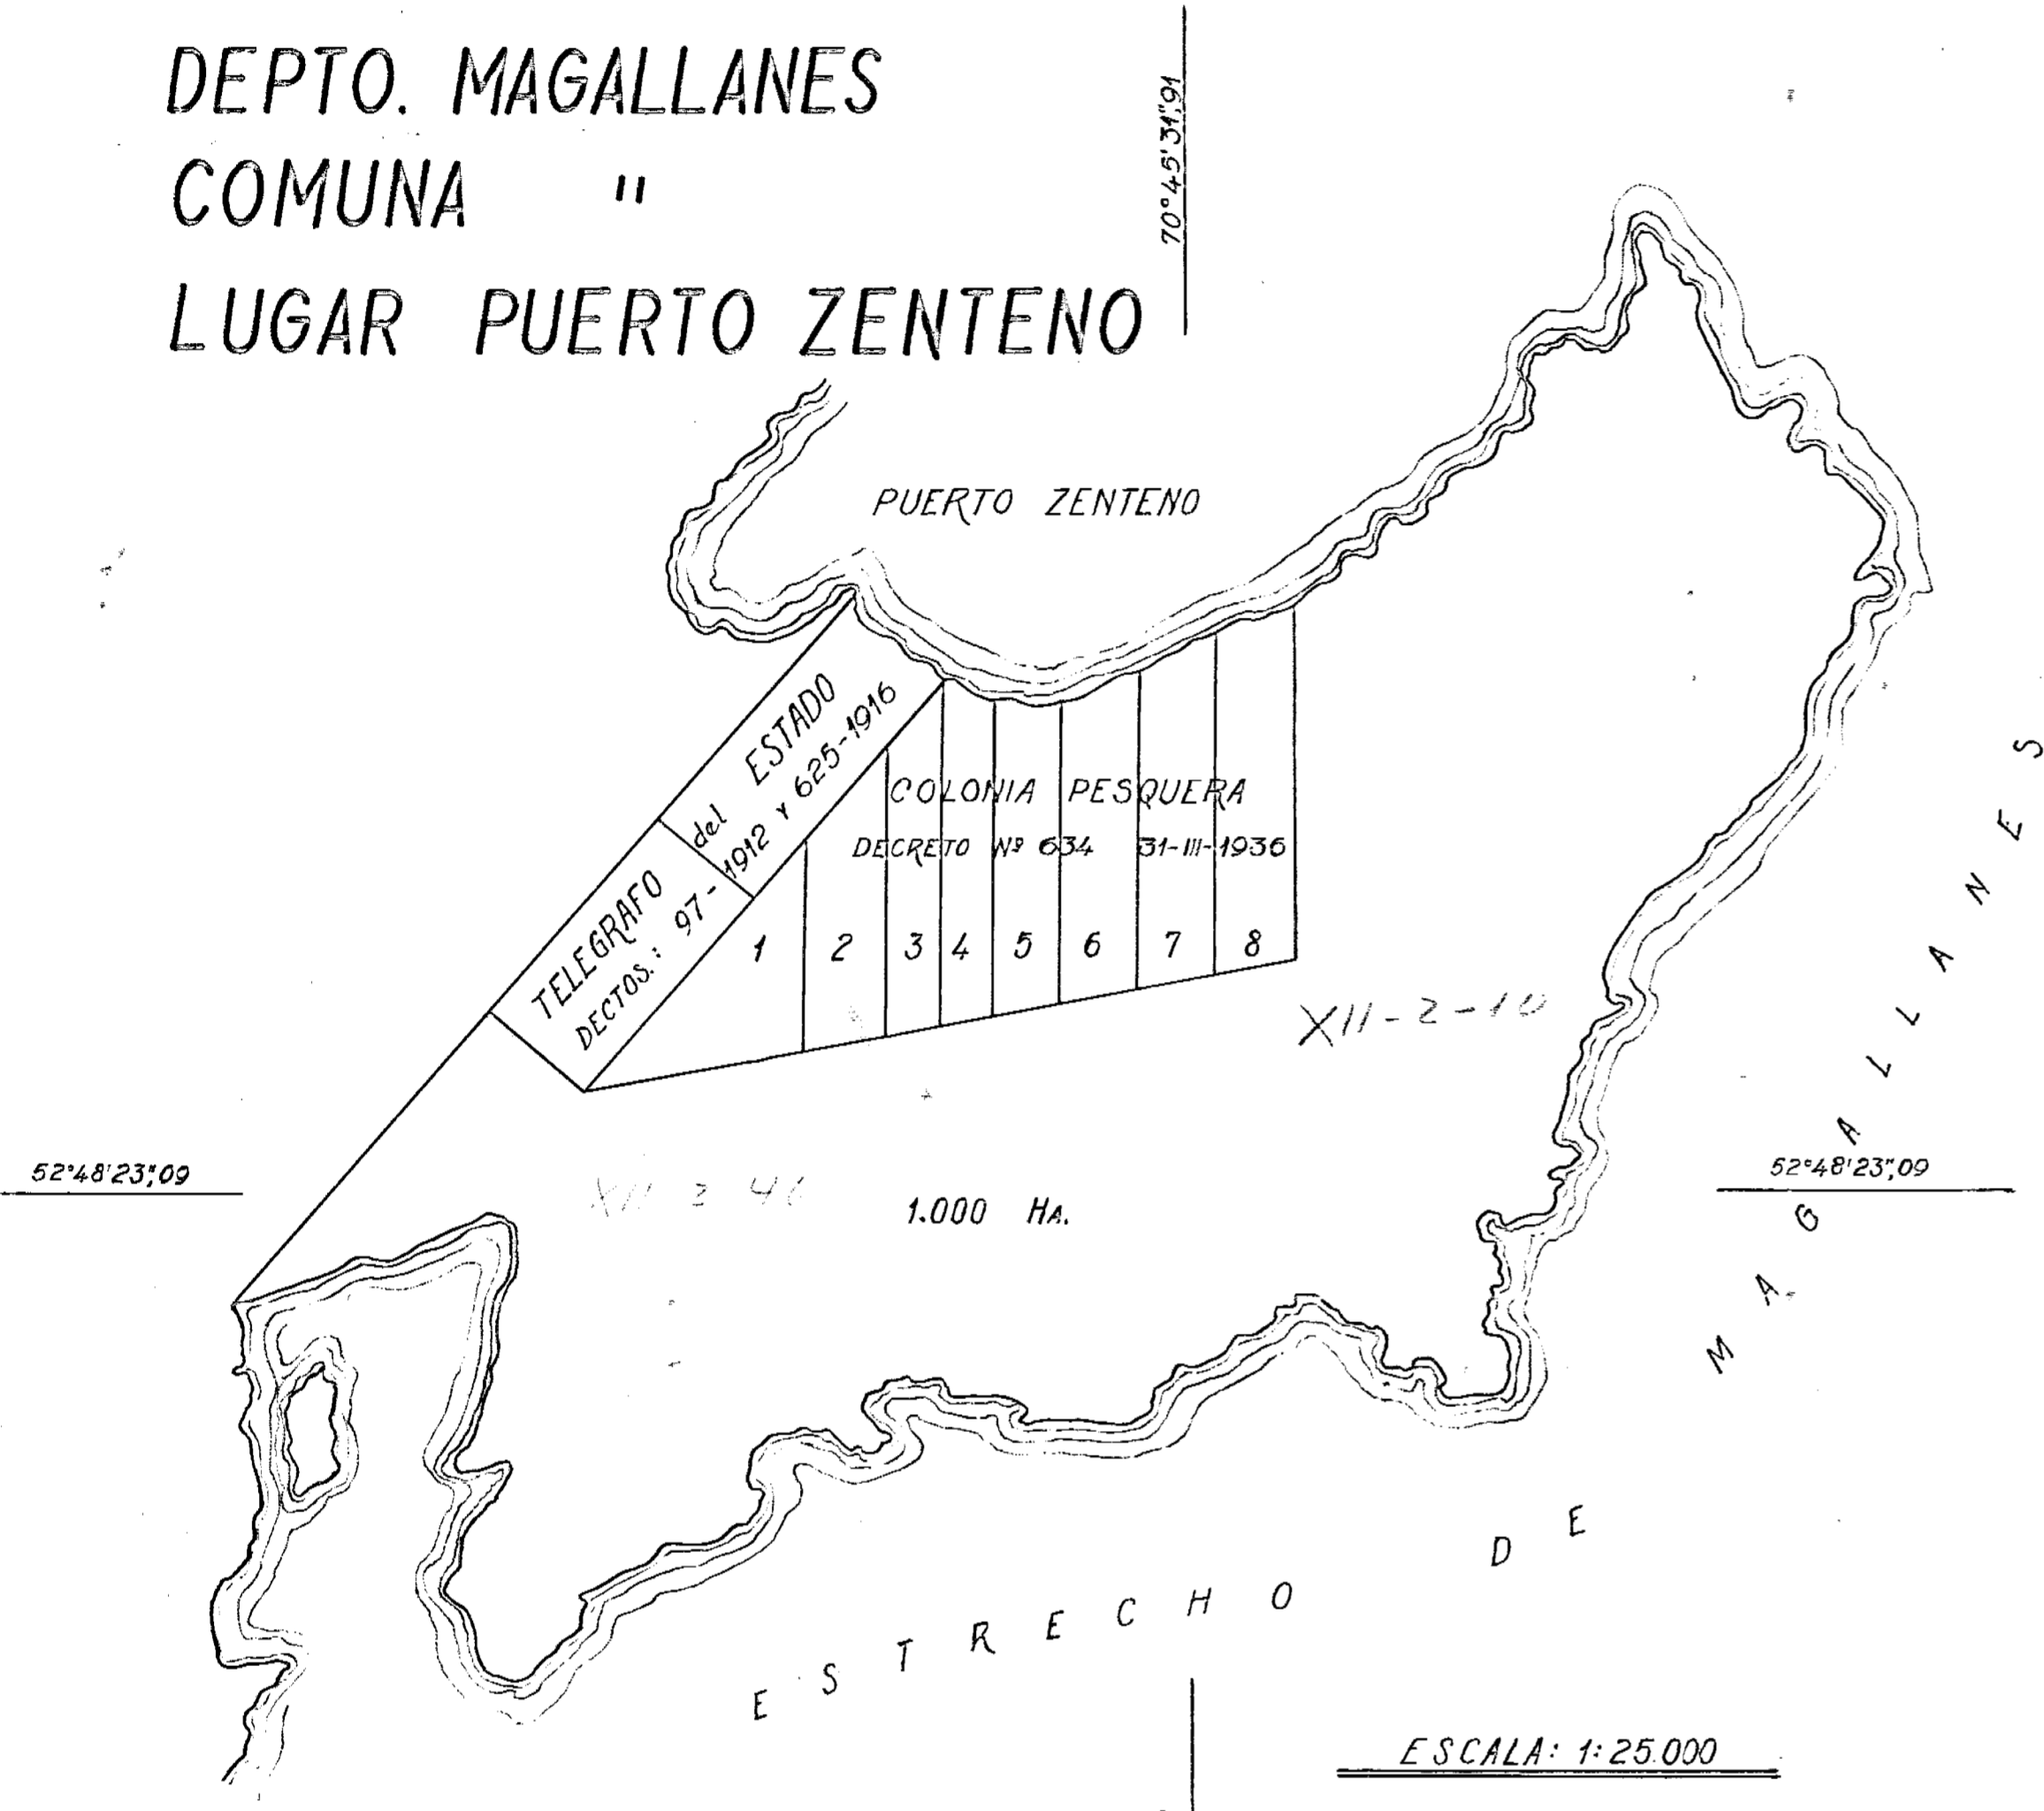 DEPTO. MAGALLANES
COMUNA "
LUGAR PUERTO ZENTENO
70°45'31",91
PUERTO ZENTENO
TELEGRAFO del ESTADO
DECTOS.: 97-1912 Y 625-1916
COLONIA PESQUERA
DECRETO Nº 634 31-III-1936
1 2 3 4 5 6 7 8
XII-2-10
52°48'23",09
52°48'23",09
1.000 HA.
ESTRECHO DE MAGALLANES
ESCALA: 1:25.000